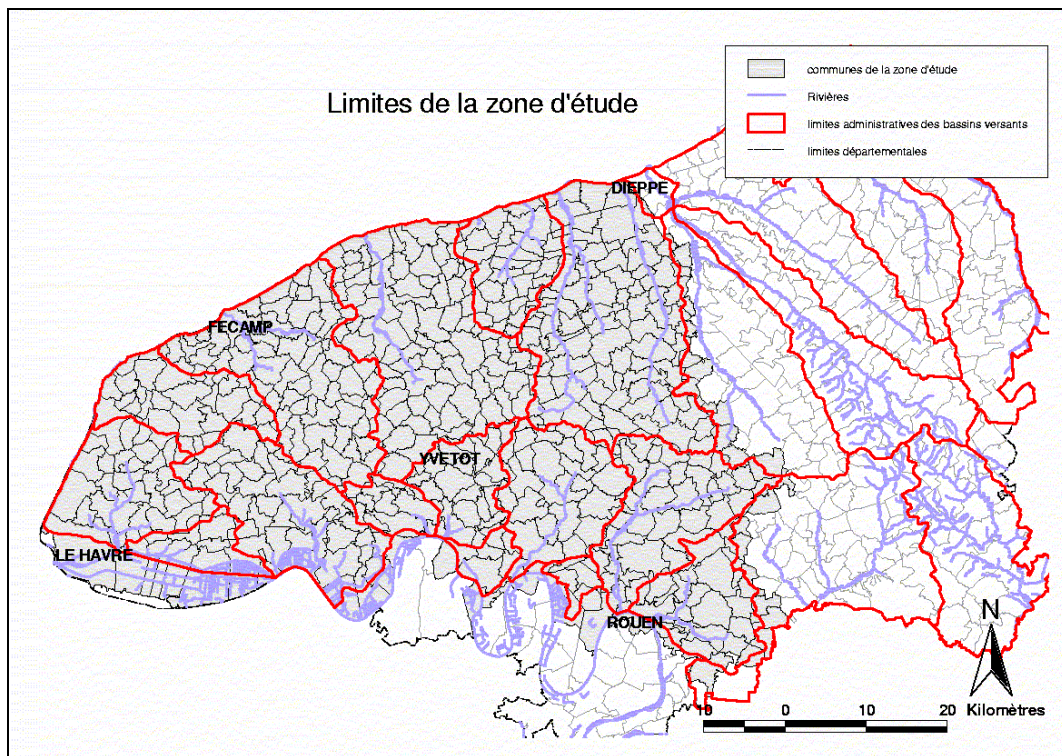 communes de la zone d'étude
Limites de la zone d'étude
Rivières
limites administratives des bassins versants
limites départementales
DIEPPE
FECAMP
YVETOT
LE HAVRE
ROUEN
N
10 0 10 20 Kilomètres